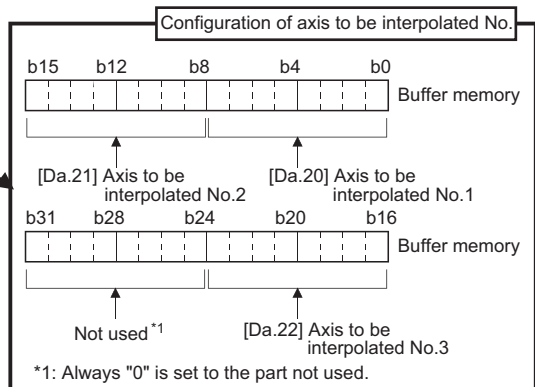 Configuration of axis to be interpolated No.
b15 b12 b8 b4 b0
Buffer memory
[Da.21] Axis to be interpolated No.2
[Da.20] Axis to be interpolated No.1
b31 b28 b24 b20 b16
Buffer memory
Not used *1
[Da.22] Axis to be interpolated No.3
*1: Always "0" is set to the part not used.